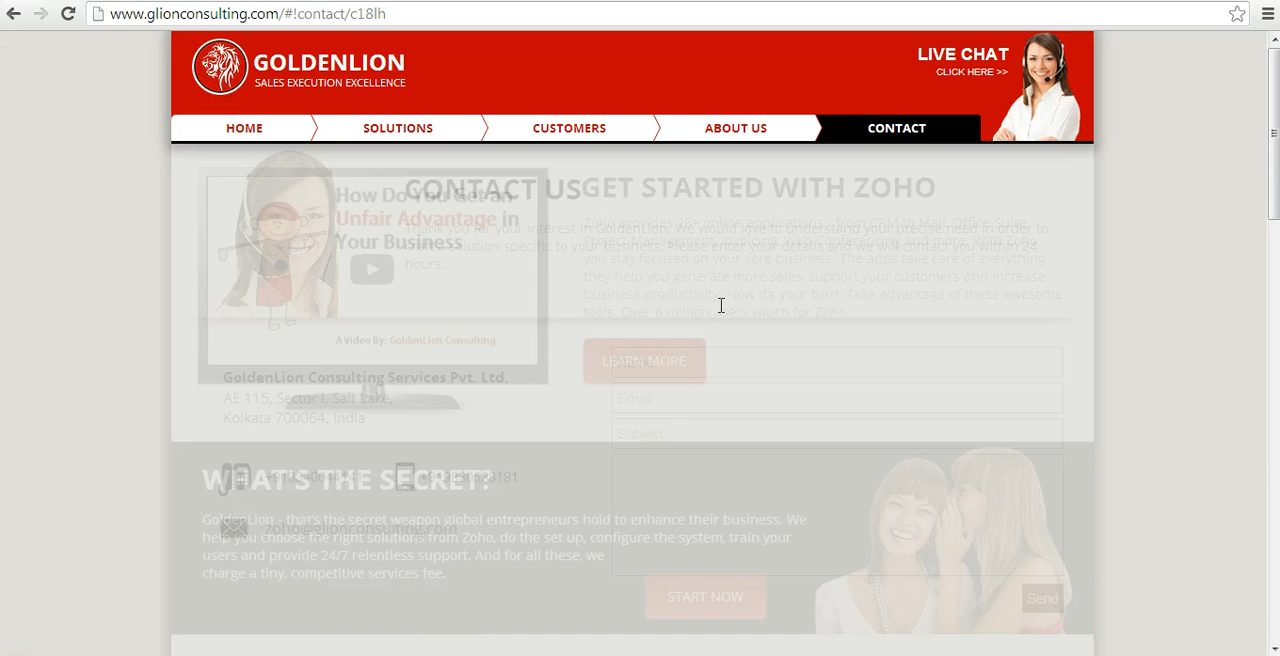 www.glionconsulting.com/#!contact/c18lh
GOLDENLION
SALES EXECUTION EXCELLENCE
LIVE CHAT
CLICK HERE >>
HOME
SOLUTIONS
CUSTOMERS
ABOUT US
CONTACT
How Do You Get an
Unfair Advantage in
Your Business
A Video By: GoldenLion Consulting
CONTACT US
Thank you for your interest in GoldenLion. We would love to understand your precise need in order to
a solution specific to your business. Please enter your details and we will contact you within 24
hours.
GET STARTED WITH ZOHO
Zoho provides 25+ online applications - from CRM to Mail, Office Suite,
you stay focused on your core business. The apps take care of everything -
they help you generate more sales, support your customers and increase
business productivity. Now it's your turn. Take advantage of these awesome
tools. Over 8 million users vouch for Zoho.
LEARN MORE
GoldenLion Consulting Services Pvt. Ltd.
AE 115, Sector I, Salt Lake,
Kolkata 700064, India
zoho@glionconsulting.com
Email
Subject
Send
WHAT'S THE SECRET?
GoldenLion - that's the secret weapon global entrepreneurs hold to enhance their business. We
help you choose the right solutions from Zoho, do the set up, configure the system, train your
users and provide 24/7 relentless support. And for all these, we
charge a tiny, competitive services fee.
START NOW